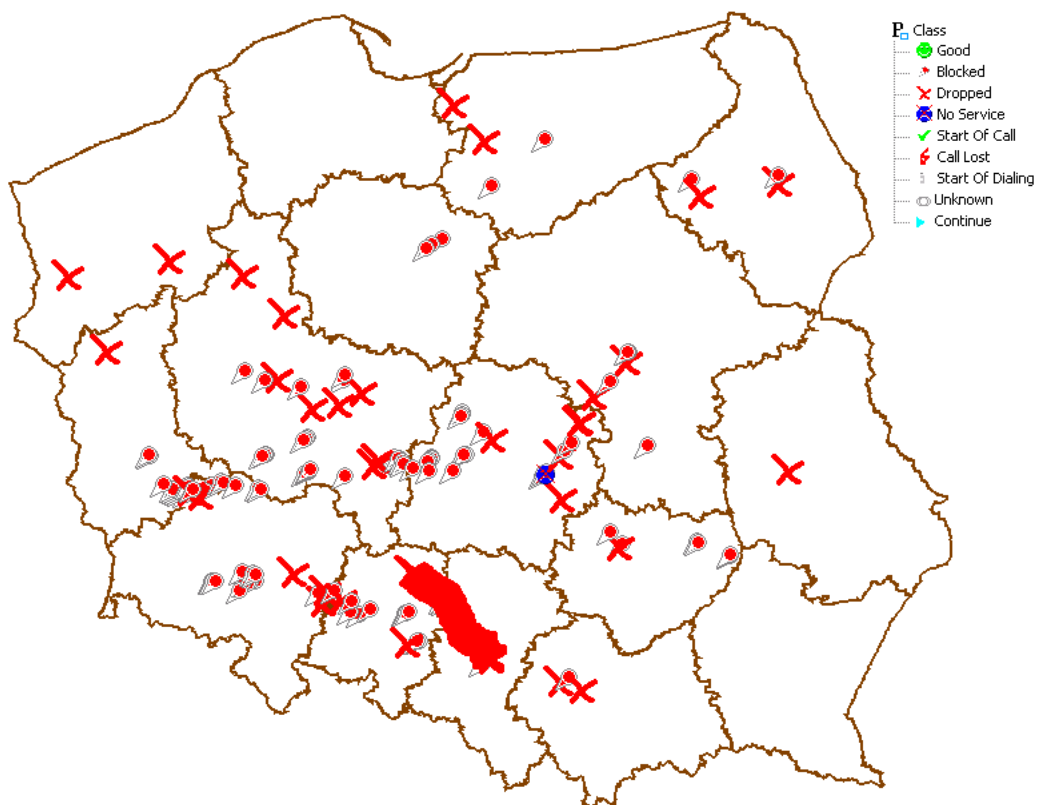 Class
Good
Blocked
Dropped
No Service
Start Of Call
Call Lost
Start Of Dialing
Unknown
Continue